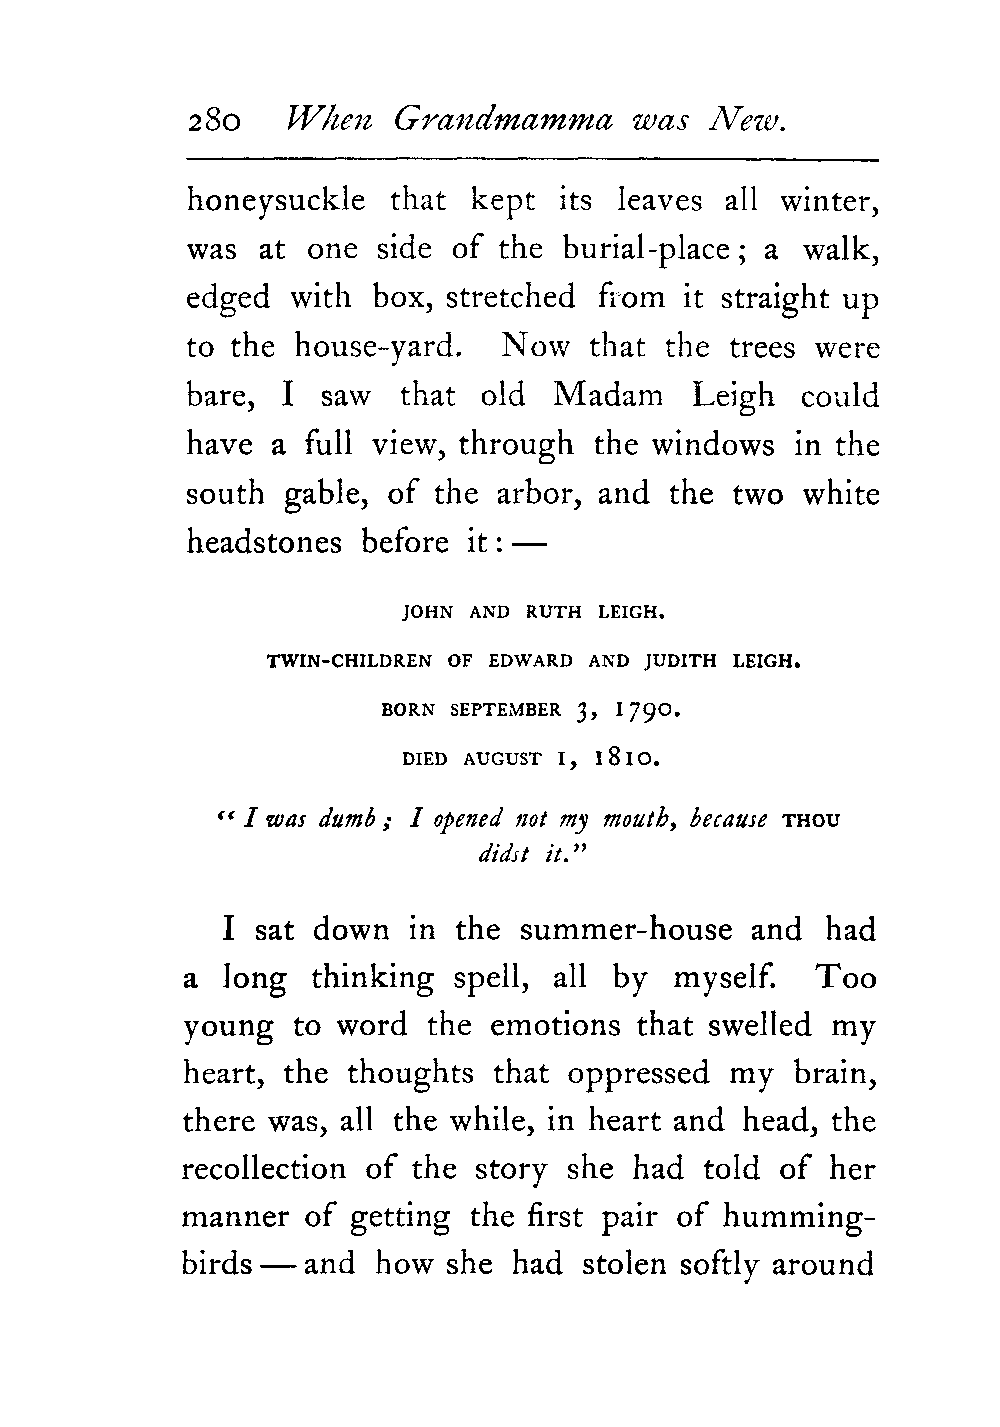 280 When Grandmamma was New.
honeysuckle that kept its leaves all winter,
was at one side of the burial-place; a walk,
edged with box, stretched from it straight up
to the house-yard. Now that the trees were
bare, I saw that old Madam Leigh could
have a full view, through the windows in the
south gable, of the arbor, and the two white
headstones before it: —
JOHN AND RUTH LEIGH.
TWIN-CHILDREN OF EDWARD AND JUDITH LEIGH.
BORN SEPTEMBER 3, 1790.
DIED AUGUST 1, 1810.
"I was dumb; I opened not my mouth, because THOU
didst it."
I sat down in the summer-house and had
a long thinking spell, all by myself. Too
young to word the emotions that swelled my
heart, the thoughts that oppressed my brain,
there was, all the while, in heart and head, the
recollection of the story she had told of her
manner of getting the first pair of humming-
birds — and how she had stolen softly around